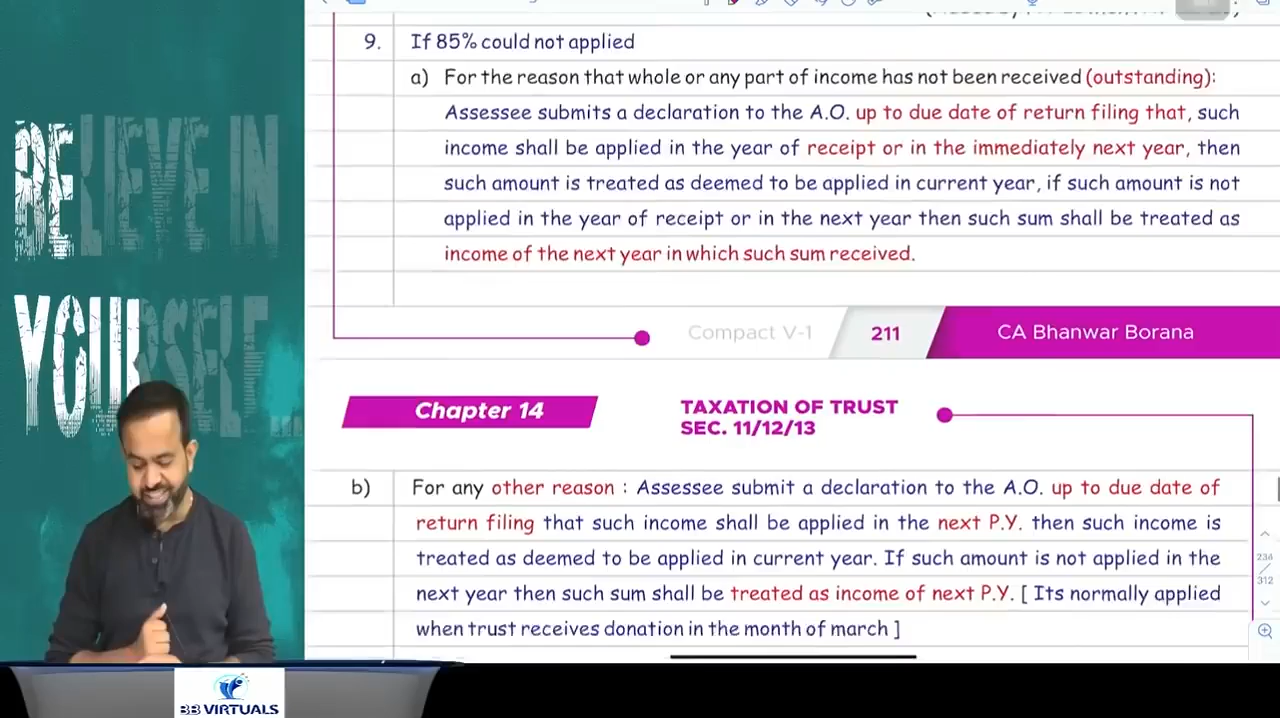 BELIEVE IN
YOURSELF...
9. If 85% could not applied
a) For the reason that whole or any part of income has not been received (outstanding):
Assessee submits a declaration to the A.O. up to due date of return filing that, such
income shall be applied in the year of receipt or in the immediately next year, then
such amount is treated as deemed to be applied in current year, if such amount is not
applied in the year of receipt or in the next year then such sum shall be treated as
income of the next year in which such sum received.
Compact V-1 211 CA Bhanwar Borana
Chapter 14
TAXATION OF TRUST
SEC. 11/12/13
b) For any other reason : Assessee submit a declaration to the A.O. up to due date of
return filing that such income shall be applied in the next P.Y. then such income is
treated as deemed to be applied in current year. If such amount is not applied in the
next year then such sum shall be treated as income of next P.Y. [ Its normally applied
when trust receives donation in the month of march ]
234
/
312
BB VIRTUALS